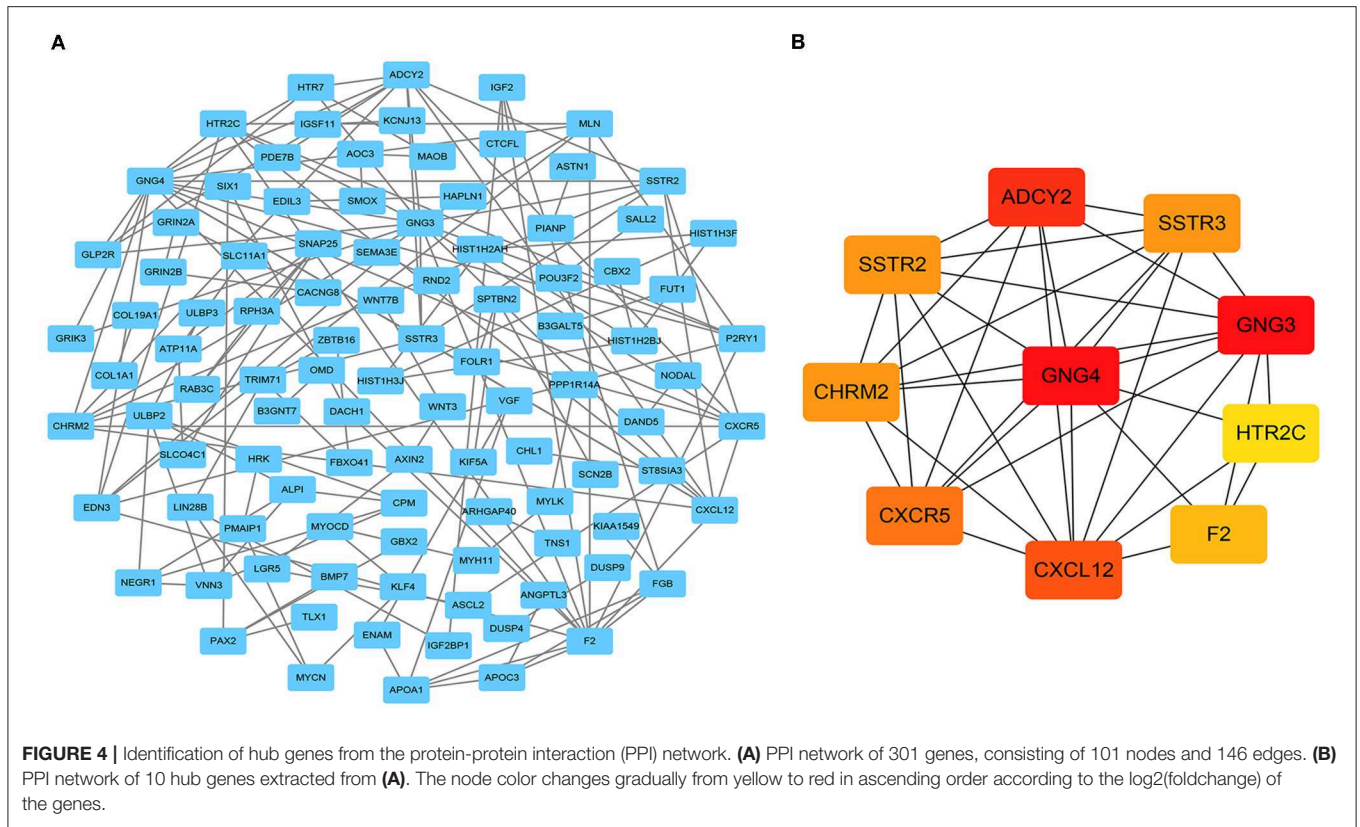 A
B
ADCY2
HTR7
IGF2
HTR2C
IGSF11
KCNJ13
MLN
CTCFL
PDE7B
AOC3
MAOB
ASTN1
GNG4
SIX1
SSTR2
EDIL3
SMOX
HAPLN1
GRIN2A
GNG3
PIANP
SALL2
HIST1H3F
GLP2R
SNAP25
SLC11A1
SEMA3E
HIST1H2AH
GRIN2B
RND2
POU3F2
CBX2
CACNG8
FUT1
COL19A1
ULBP3
RPH3A
WNT7B
SPTBN2
B3GALT5
GRIK3
ATP11A
ZBTB16
SSTR3
HIST1H2BJ
P2RY1
FOLR1
COL1A1
RAB3C
TRIM71
OMD
HIST1H3J
PPP1R14A
NODAL
ULBP2
B3GNT7
DACH1
WNT3
VGF
DAND5
CHRM2
CXCR5
SLCO4C1
HRK
FBXO41
AXIN2
KIF5A
CHL1
SCN2B
ST8SIA3
ALPI
EDN3
LIN28B
CPM
ARHGAP40
MYLK
CXCL12
PMAIP1
MYOCD
KIAA1549
GBX2
TNS1
MYH11
NEGR1
VNN3
LGR5
BMP7
KLF4
DUSP9
FGB
ANGPTL3
ASCL2
TLX1
DUSP4
PAX2
ENAM
IGF2BP1
F2
MYCN
APOA1
APOC3
ADCY2
SSTR3
SSTR2
GNG3
GNG4
CHRM2
HTR2C
CXCR5
F2
CXCL12
FIGURE 4 | Identification of hub genes from the protein-protein interaction (PPI) network. (A) PPI network of 301 genes, consisting of 101 nodes and 146 edges. (B)
PPI network of 10 hub genes extracted from (A). The node color changes gradually from yellow to red in ascending order according to the log2(foldchange) of
the genes.